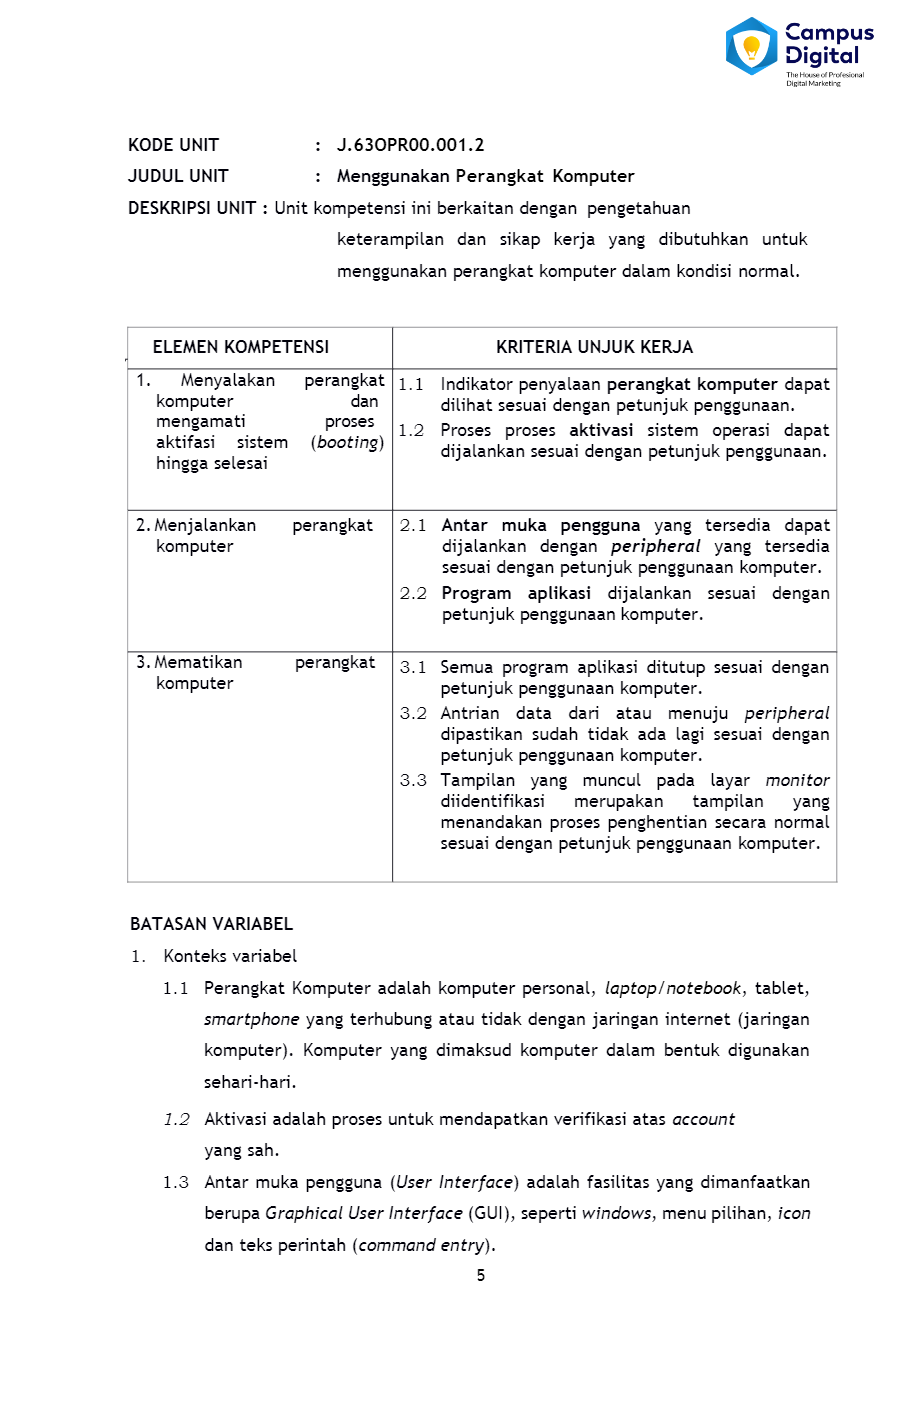 Campus
Digital
The House of Profesional
Digital Marketing
KODE UNIT : J.63OPR00.001.2
JUDUL UNIT : Menggunakan Perangkat Komputer
DESKRIPSI UNIT : Unit kompetensi ini berkaitan dengan pengetahuan
keterampilan dan sikap kerja yang dibutuhkan untuk
menggunakan perangkat komputer dalam kondisi normal.
ELEMEN KOMPETENSI
KRITERIA UNJUK KERJA
1. Menyalakan perangkat
komputer dan
mengamati proses
aktifasi sistem (booting)
hingga selesai
1.1 Indikator penyalaan perangkat komputer dapat
dilihat sesuai dengan petunjuk penggunaan.
1.2 Proses proses aktivasi sistem operasi dapat
dijalankan sesuai dengan petunjuk penggunaan.
2. Menjalankan perangkat
komputer
2.1 Antar muka pengguna yang tersedia dapat
dijalankan dengan peripheral yang tersedia
sesuai dengan petunjuk penggunaan komputer.
2.2 Program aplikasi dijalankan sesuai dengan
petunjuk penggunaan komputer.
3. Mematikan perangkat
komputer
3.1 Semua program aplikasi ditutup sesuai dengan
petunjuk penggunaan komputer.
3.2 Antrian data dari atau menuju peripheral
dipastikan sudah tidak ada lagi sesuai dengan
petunjuk penggunaan komputer.
3.3 Tampilan yang muncul pada layar monitor
diidentifikasi merupakan tampilan yang
menandakan proses penghentian secara normal
sesuai dengan petunjuk penggunaan komputer.
BATASAN VARIABEL
1. Konteks variabel
1.1 Perangkat Komputer adalah komputer personal, laptop/notebook, tablet,
smartphone yang terhubung atau tidak dengan jaringan internet (jaringan
komputer). Komputer yang dimaksud komputer dalam bentuk digunakan
sehari-hari.
1.2 Aktivasi adalah proses untuk mendapatkan verifikasi atas account
yang sah.
1.3 Antar muka pengguna (User Interface) adalah fasilitas yang dimanfaatkan
berupa Graphical User Interface (GUI), seperti windows, menu pilihan, icon
dan teks perintah (command entry).
5